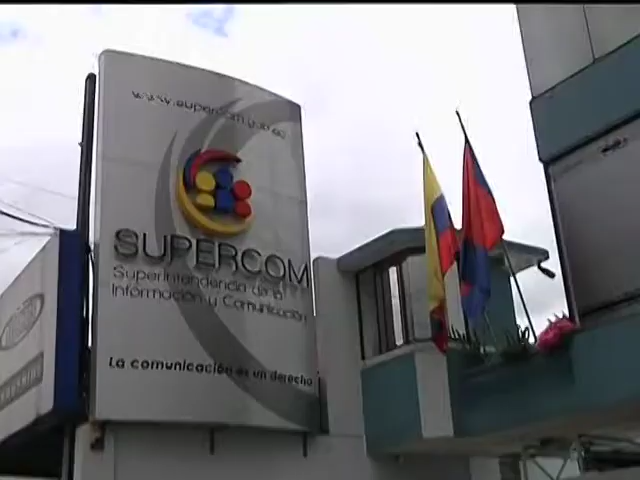 www.supercom.gob.ec
SUPERCOM
Superintendencia de la
Información y Comunicación
La comunicación es un derecho